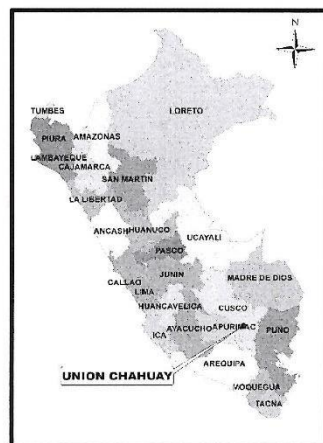 N
TUMBES
LORETO
PIURA
AMAZONAS
LAMBAYEQUE
CAJAMARCA
SAN MARTIN
LA LIBERTAD
ANCASH
HUANUCO
UCAYALI
PASCO
JUNIN
MADRE DE DIOS
CALLAO
LIMA
CUSCO
HUANCAVELICA
AYACUCHO
APURIMAC
PUNO
ICA
AREQUIPA
UNION CHAHUAY
MOQUEGUA
TACNA